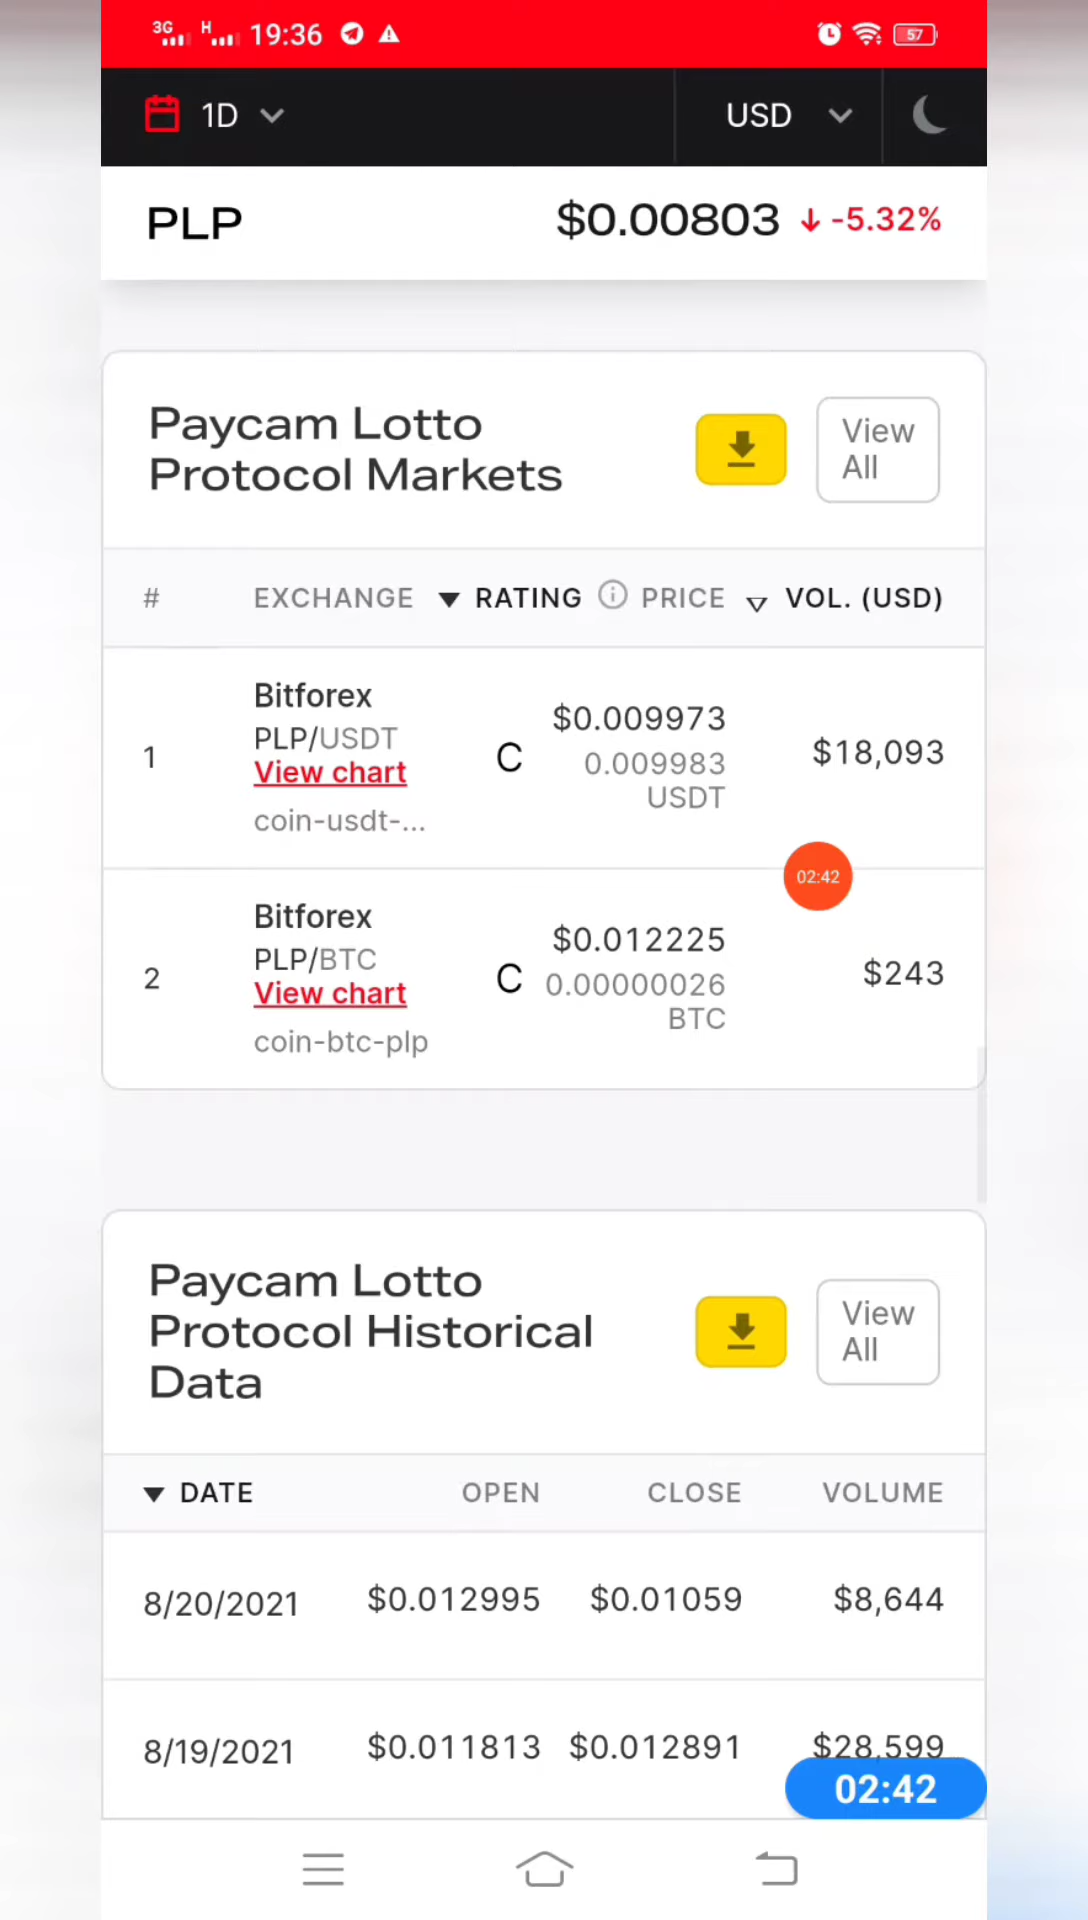 3G H 19:36 57
1D USD
PLP $0.00803 -5.32%
Paycam Lotto
Protocol Markets
View
All
# EXCHANGE RATING PRICE VOL. (USD)
Bitforex
PLP/USDT
View chart
coin-usdt-...
1
C
$0.009973
0.009983
USDT
$18,093
02:42
Bitforex
PLP/BTC
View chart
coin-btc-plp
2
C
$0.012225
0.00000026
BTC
$243
Paycam Lotto
Protocol Historical
Data
View
All
DATE OPEN CLOSE VOLUME
8/20/2021 $0.012995 $0.01059 $8,644
8/19/2021 $0.011813 $0.012891 $28,599
02:42